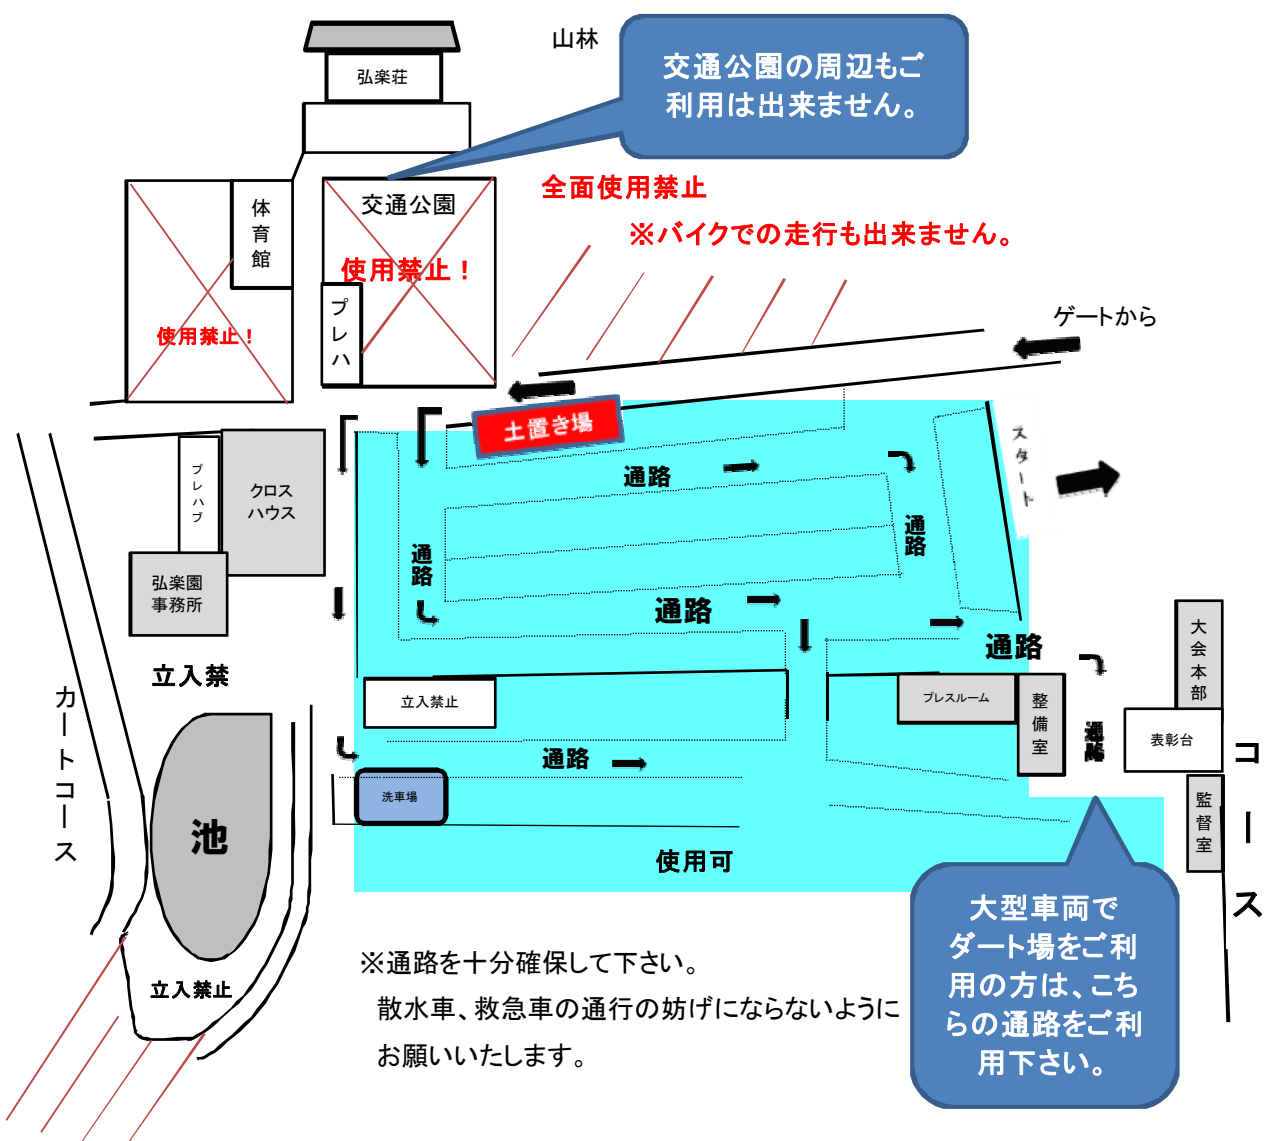 山林
弘楽荘
交通公園の周辺もご
利用は出来ません。
全面使用禁止
※バイクでの走行も出来ません。
体育館
交通公園
使用禁止！
プレハ
使用禁止！
ゲートから
土置き場
スタート
通路
通路
通路
通路
通路
プレハブ
クロス
ハウス
弘楽園
事務所
立入禁
カートコース
池
立入禁止
立入禁止
プレスルーム
整備室
通路
大会本部
表彰台
監督室
コース
通路
洗車場
使用可
大型車両で
ダート場をご利
用の方は、こち
らの通路をご利
用下さい。
※通路を十分確保して下さい。
散水車、救急車の通行の妨げにならないように
お願いいたします。